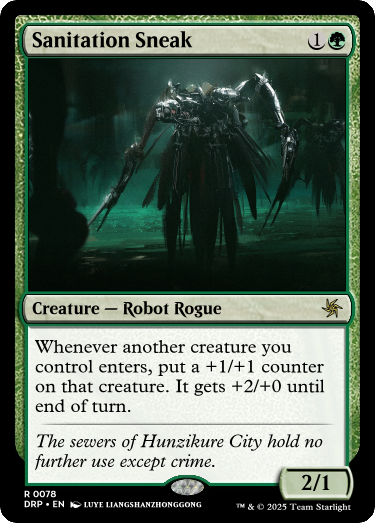 Sanitation Sneak 1
Creature — Robot Rogue
Whenever another creature you
control enters, put a +1/+1 counter
on that creature. It gets +2/+0 until
end of turn.
The sewers of Hunzikure City hold no
further use except crime.
2/1
R 0078
DRP • EN LUYE LIANGSHANZHONGGONG
™ & © 2025 Team Starlight